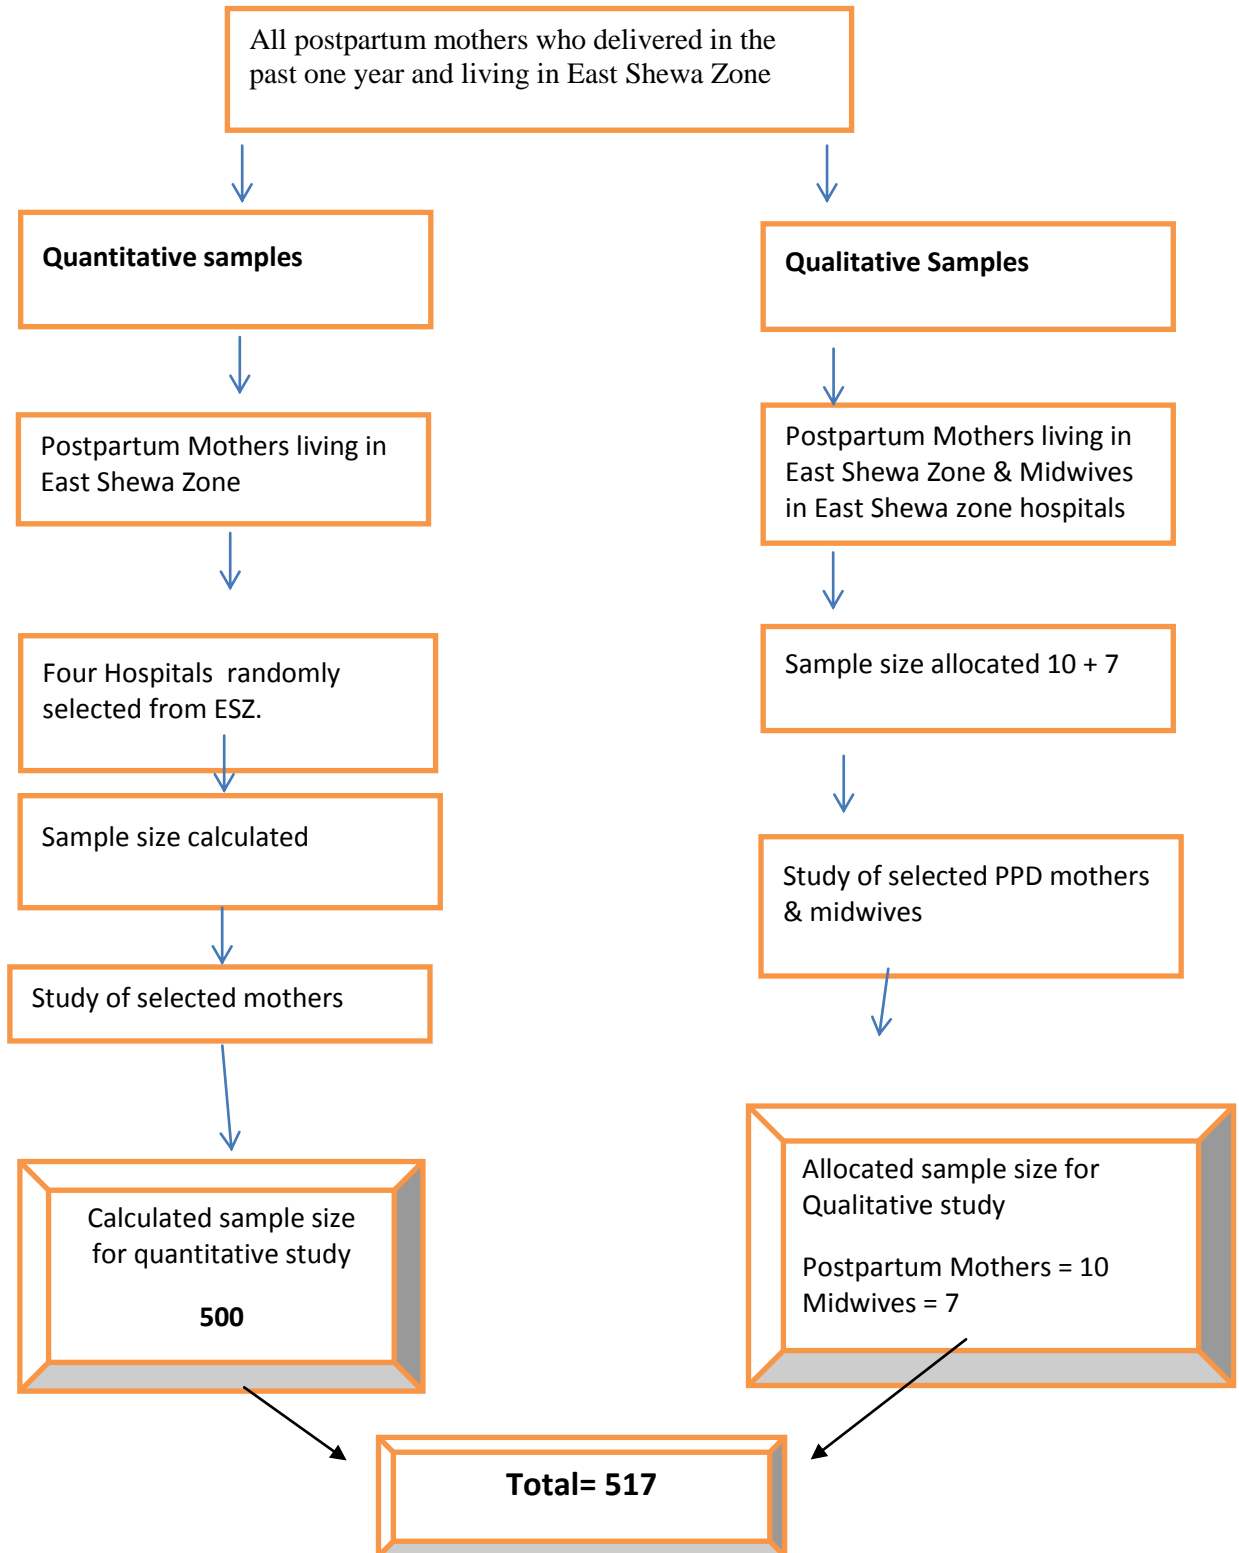 All postpartum mothers who delivered in the
past one year and living in East Shewa Zone
Quantitative samples
Postpartum Mothers living in
East Shewa Zone
Four Hospitals randomly
selected from ESZ.
Sample size calculated
Study of selected mothers
Calculated sample size
for quantitative study
500
Qualitative Samples
Postpartum Mothers living in
East Shewa Zone & Midwives
in East Shewa zone hospitals
Sample size allocated 10 + 7
Study of selected PPD mothers
& midwives
Allocated sample size for
Qualitative study
Postpartum Mothers = 10
Midwives = 7
Total= 517